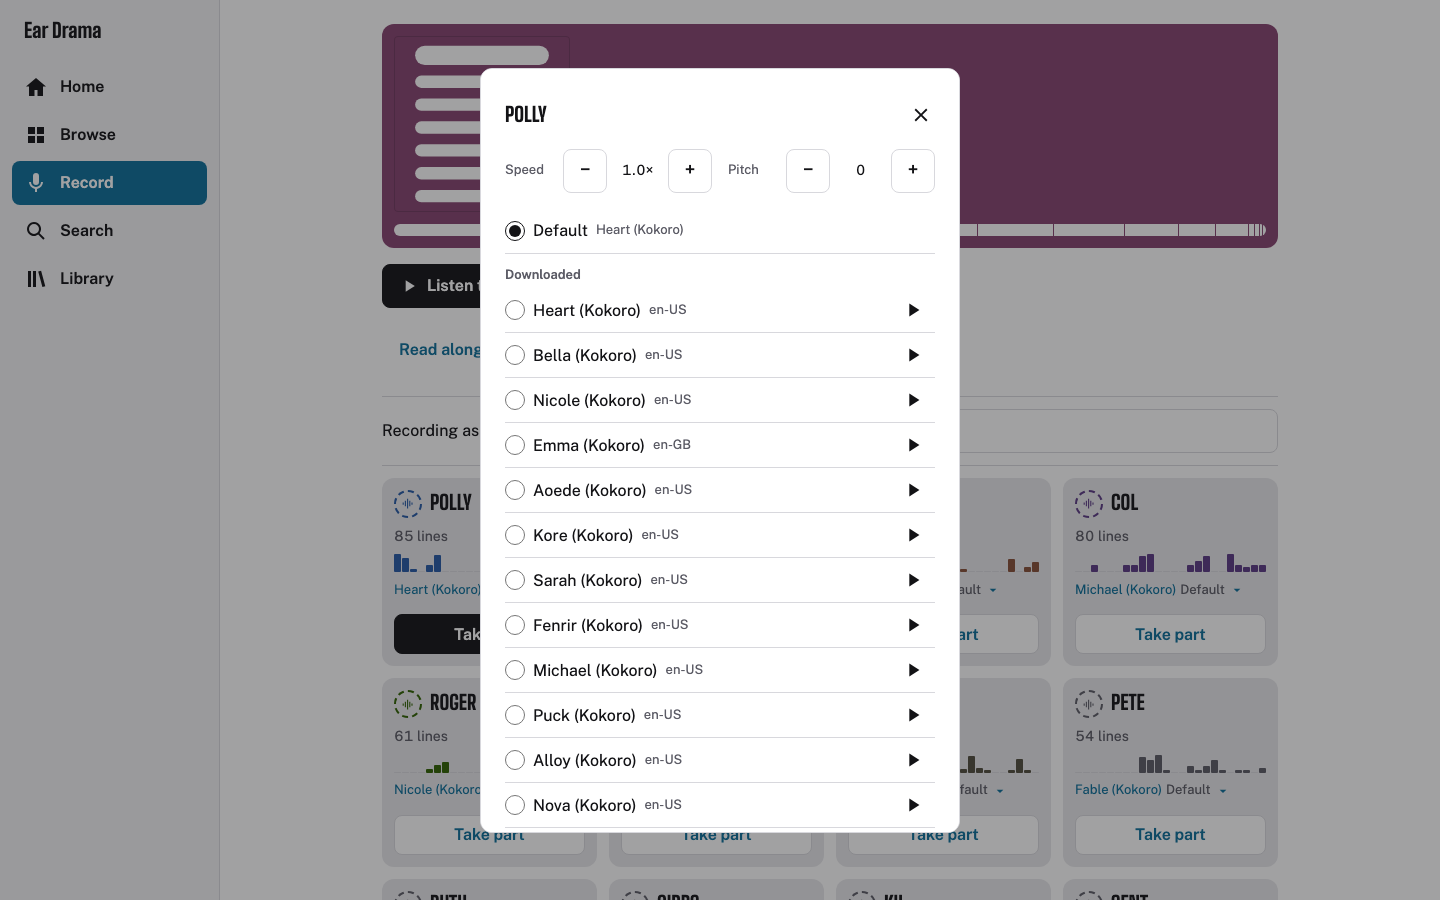 Ear Drama
Home
Browse
Record
Search
Library
Listen
Read along
Recording as
POLLY
Speed − 1.0× + Pitch − 0 +
Default Heart (Kokoro)
Downloaded
Heart (Kokoro) en-US
Bella (Kokoro) en-US
Nicole (Kokoro) en-US
Emma (Kokoro) en-GB
Aoede (Kokoro) en-US
Kore (Kokoro) en-US
Sarah (Kokoro) en-US
Fenrir (Kokoro) en-US
Michael (Kokoro) en-US
Puck (Kokoro) en-US
Alloy (Kokoro) en-US
Nova (Kokoro) en-US
POLLY
85 lines
Heart (Kokoro)
COL
80 lines
Michael (Kokoro) Default
Take part
ROGER
61 lines
Nicole (Kokoro)
Take part
Take part
Take part
PETE
54 lines
Fable (Kokoro) Default
Take part